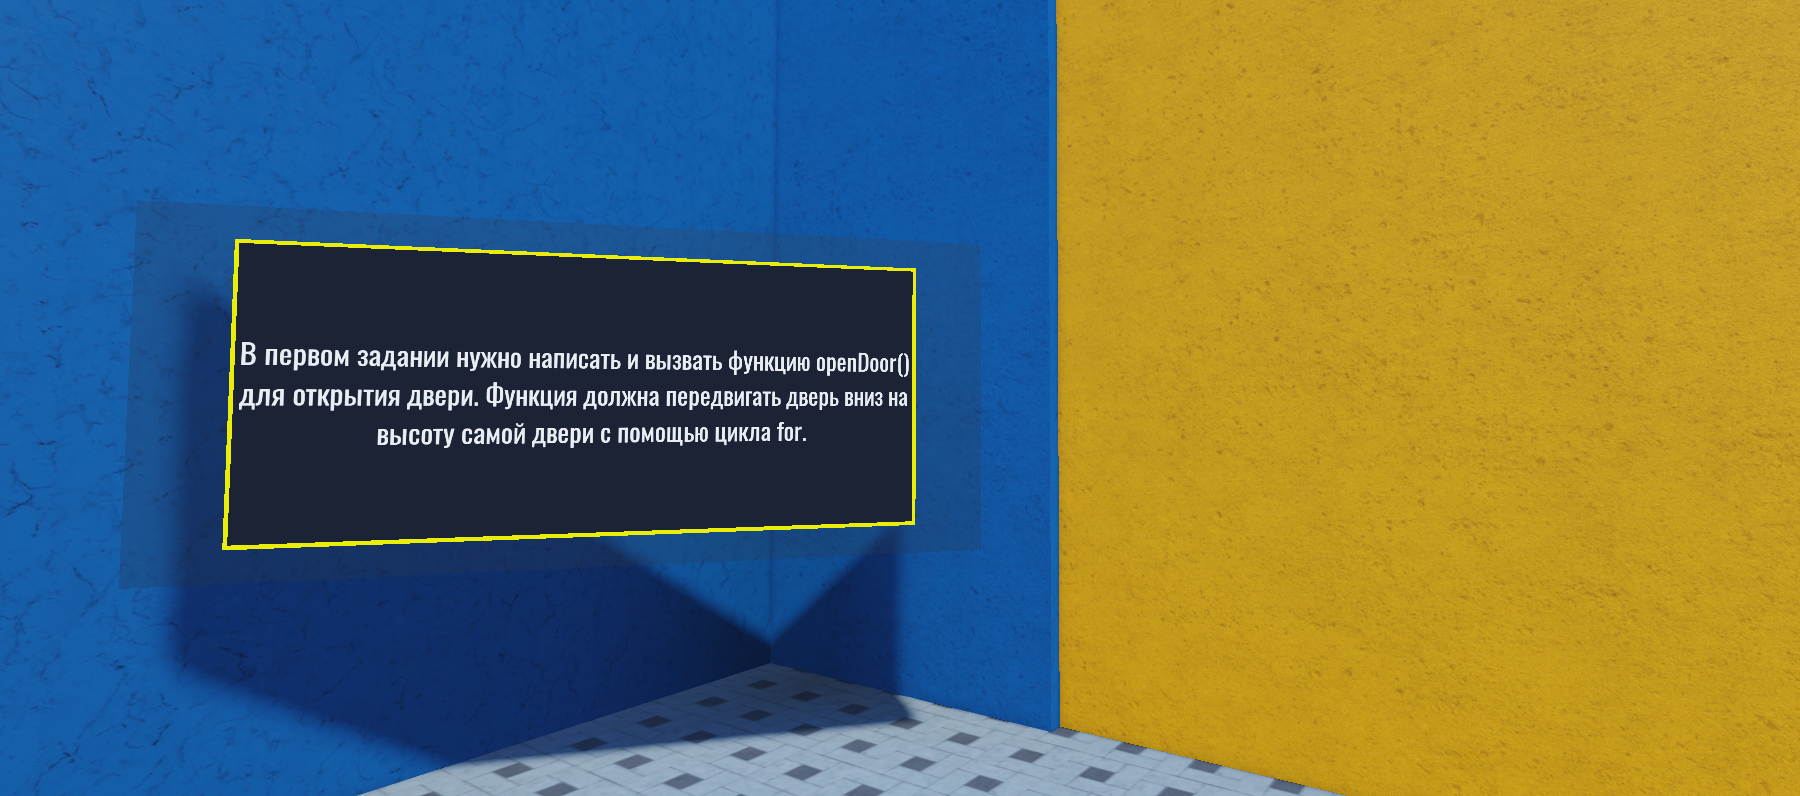 В первом задании нужно написать и вызвать функцию openDoor()
для открытия двери. Функция должна передвигать дверь вниз на
высоту самой двери с помощью цикла for.